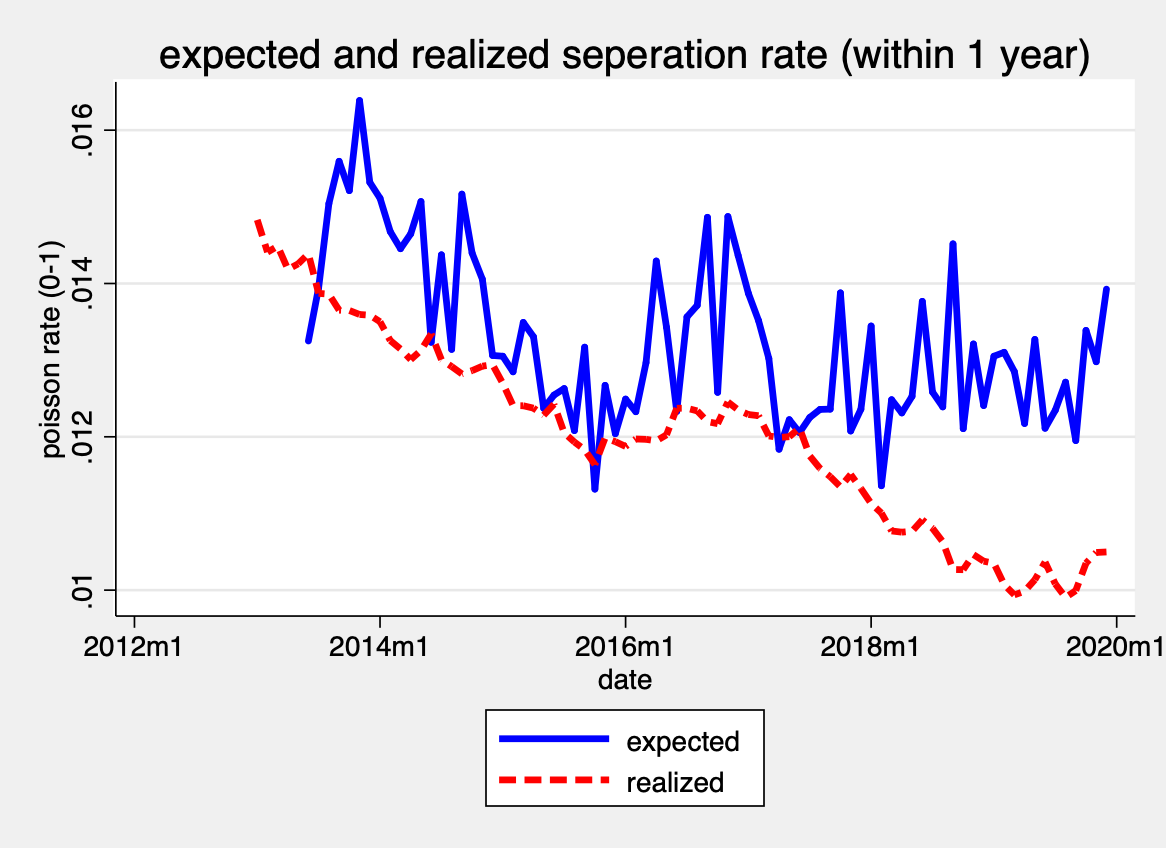 expected and realized seperation rate (within 1 year)
poisson rate (0-1)
.016
.014
.012
.01
2012m1 2014m1 2016m1 2018m1 2020m1
date
expected
realized